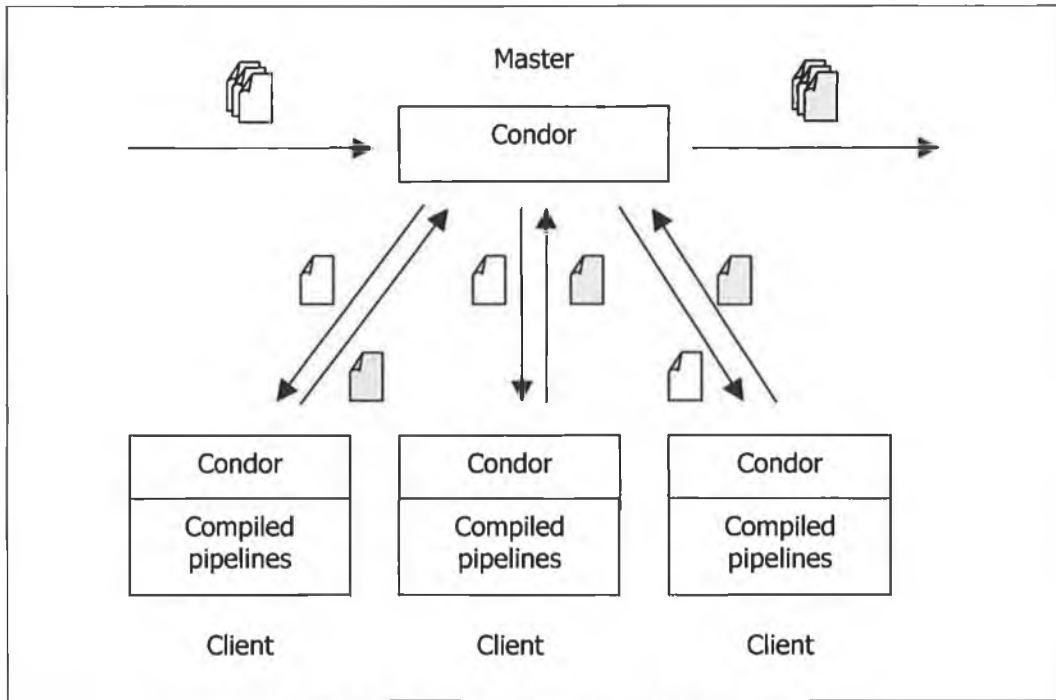 Master
Condor
Condor
Condor
Condor
Compiled
pipelines
Compiled
pipelines
Compiled
pipelines
Client
Client
Client